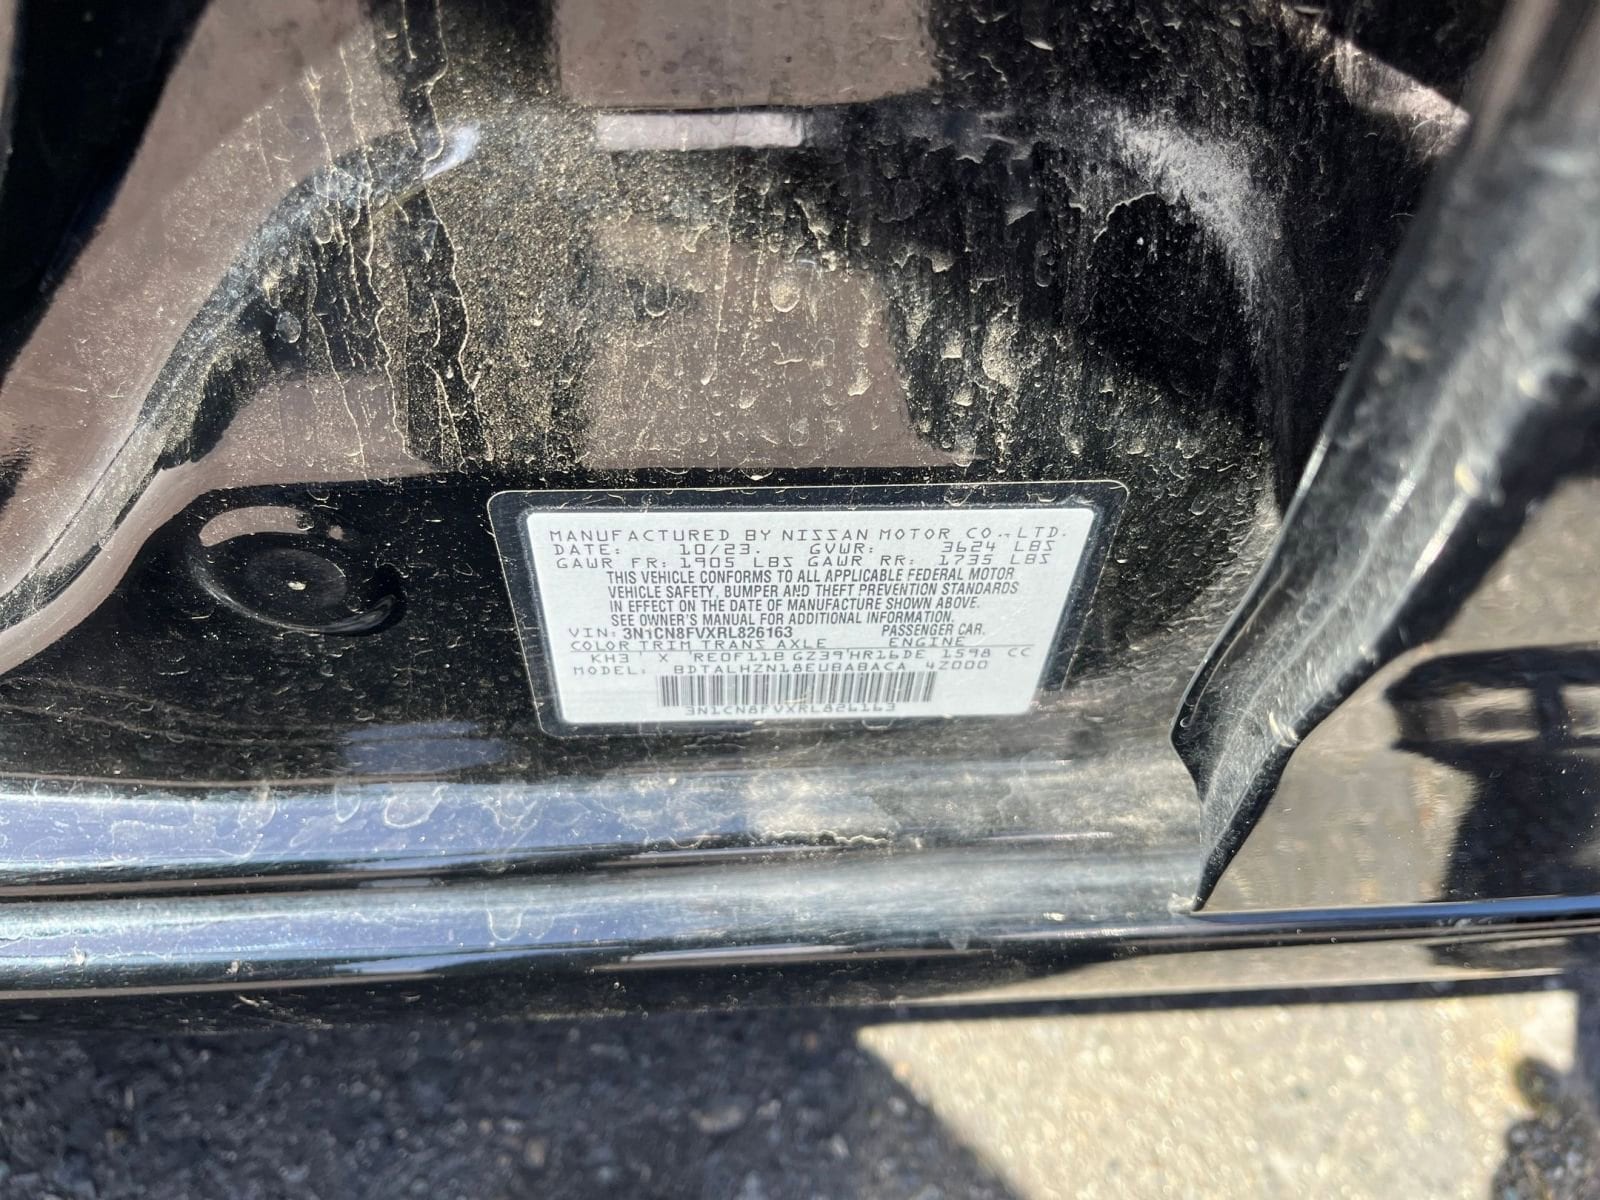 MANUFACTURED BY NISSAN MOTOR CO., LTD.
DATE: 10/23. GVWR: 3624 LBS
GAWR FR: 1905 LBS GAWR RR: 1735 LBS
THIS VEHICLE CONFORMS TO ALL APPLICABLE FEDERAL MOTOR
VEHICLE SAFETY, BUMPER AND THEFT PREVENTION STANDARDS
IN EFFECT ON THE DATE OF MANUFACTURE SHOWN ABOVE.
SEE OWNER'S MANUAL FOR ADDITIONAL INFORMATION.
VIN: 3N1CN8FVXRL826163 PASSENGER CAR.
COLOR TRIM TRANS AXLE ENGINE
KH3 X RE0F11B GZ39 HR16DE 1598 CC
MODEL: BDTALHZN18EUBABACA 4Z000
3N1CN8FVXRL826163